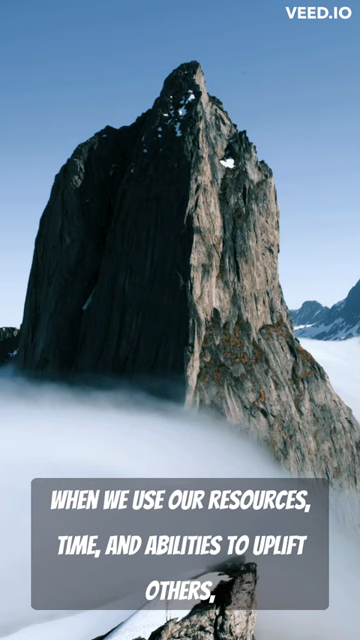 VEED.IO
WHEN WE USE OUR RESOURCES,
TIME, AND ABILITIES TO UPLIFT
OTHERS,